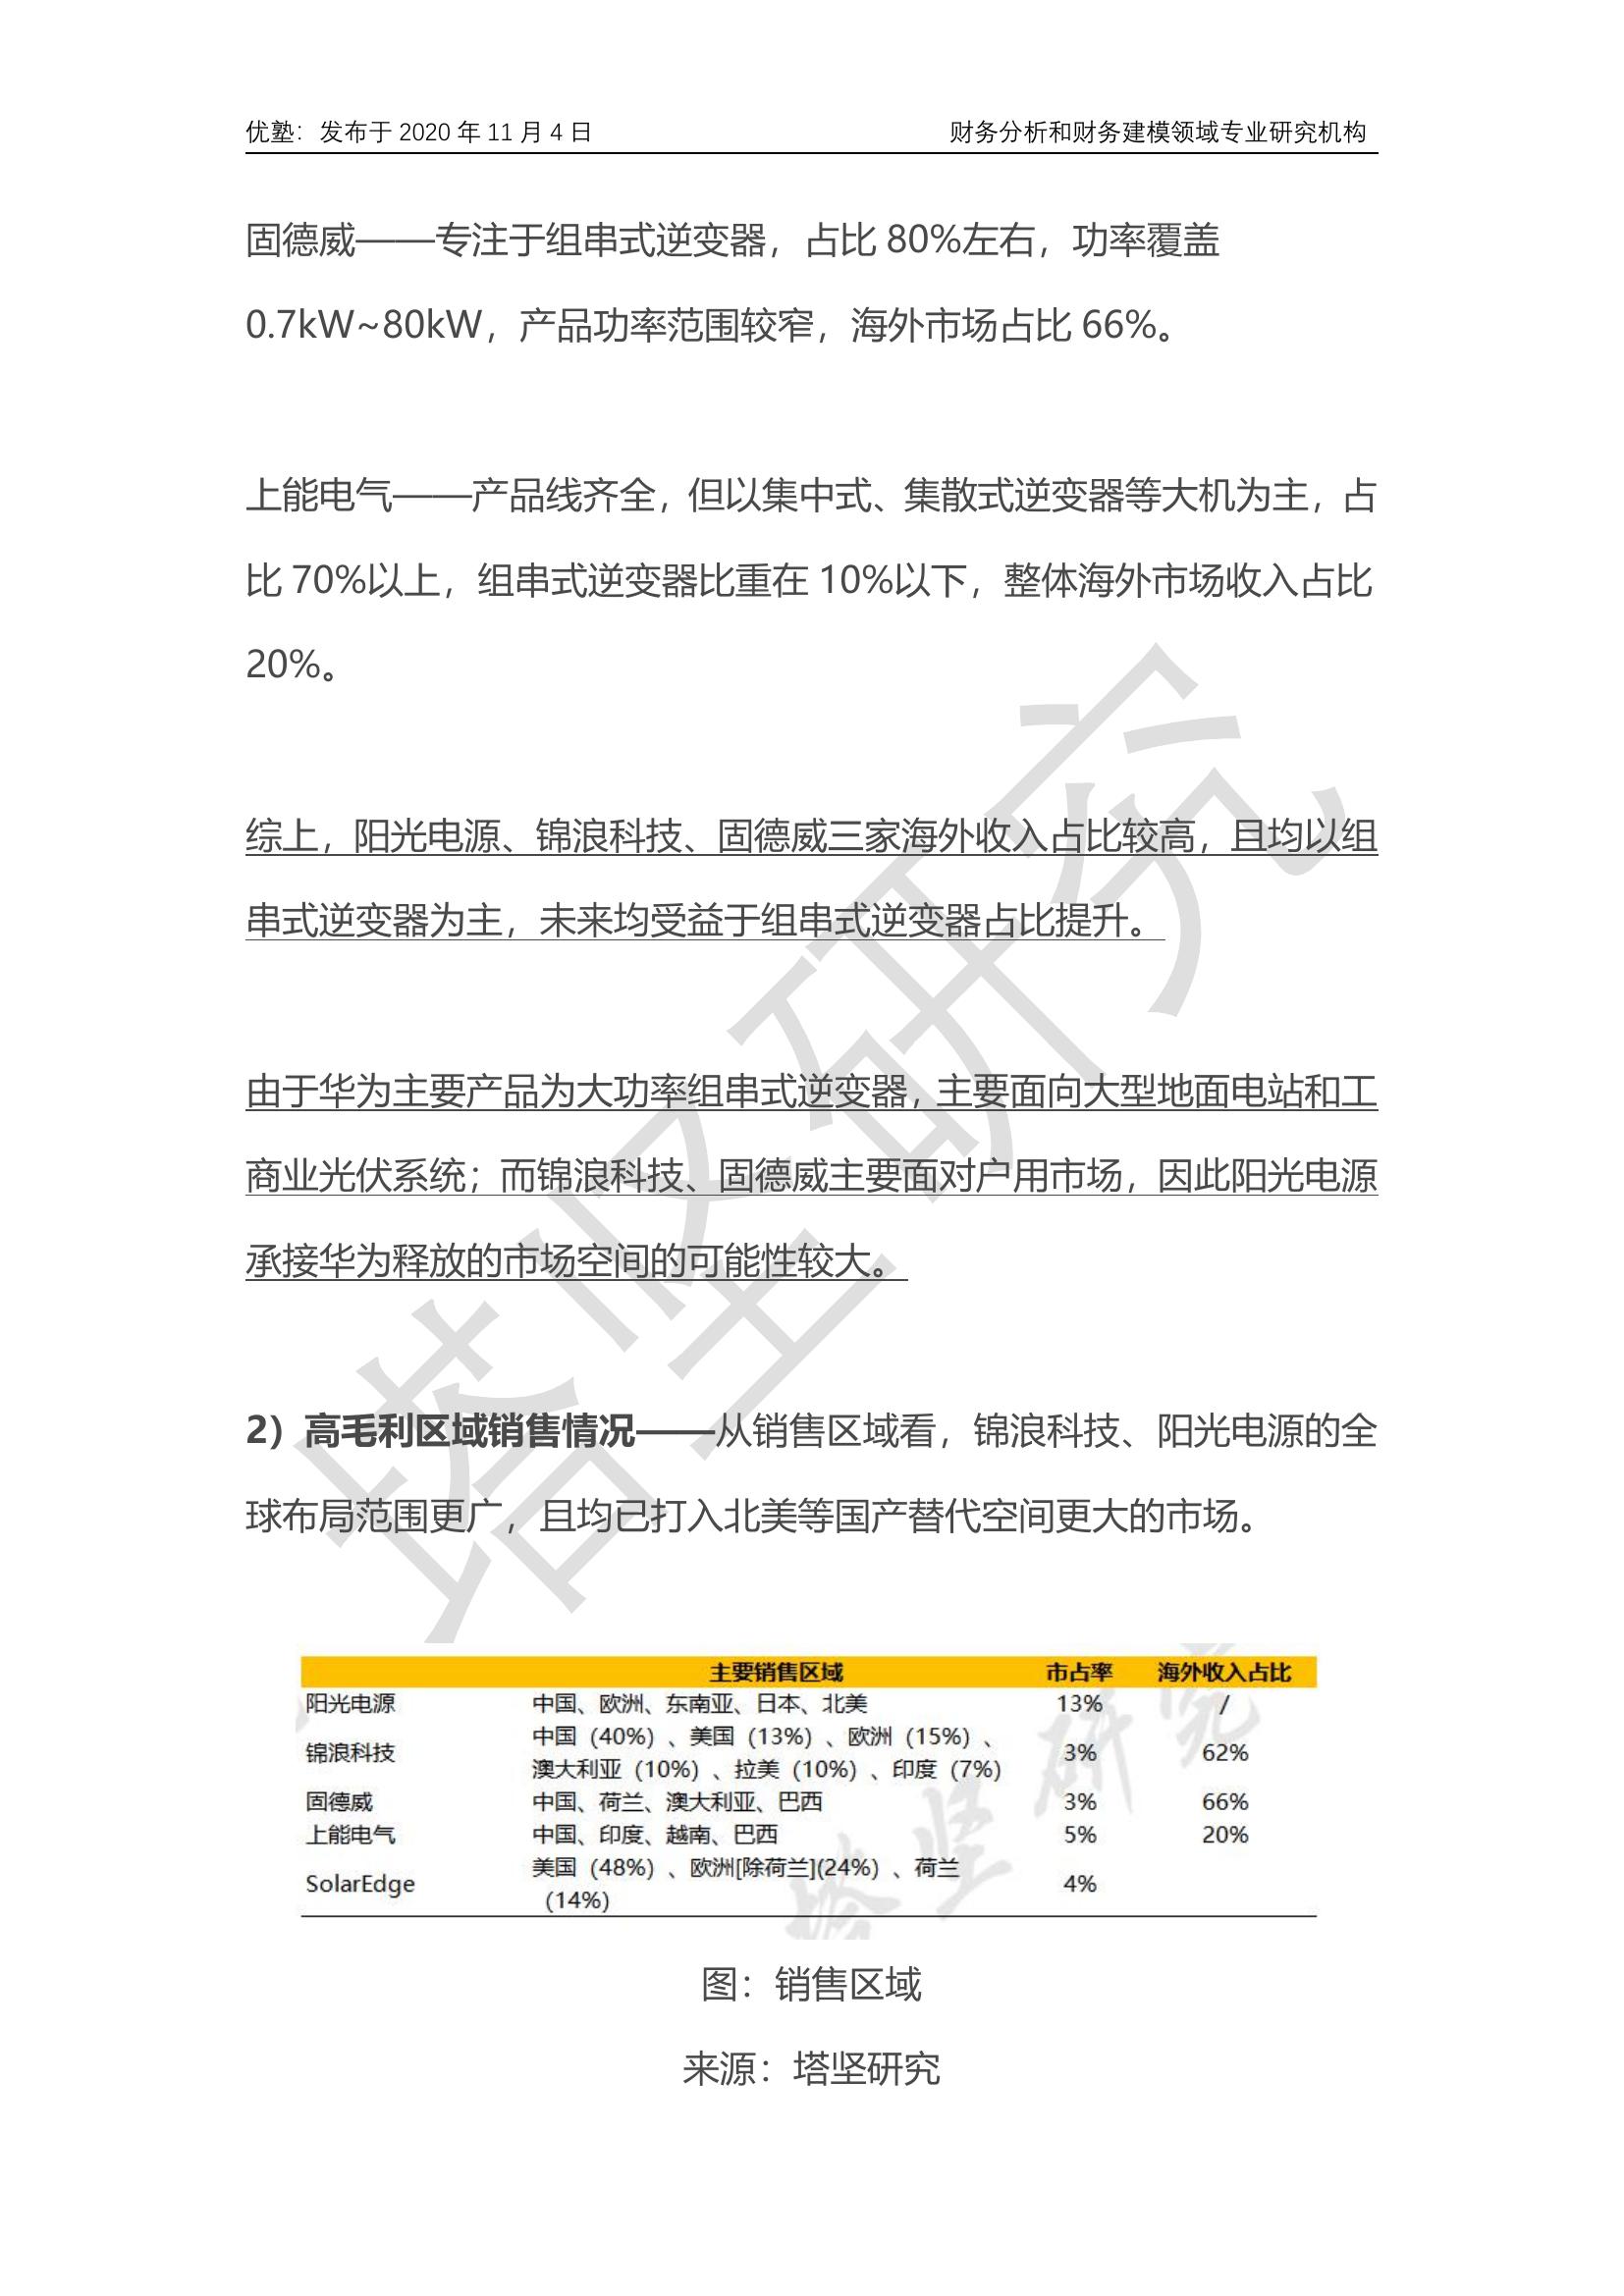 优塾：发布于 2020 年 11 月 4 日 财务分析和财务建模领域专业研究机构
固德威——专注于组串式逆变器，占比 80%左右，功率覆盖
0.7kW~80kW，产品功率范围较窄，海外市场占比 66%。
上能电气——产品线齐全，但以集中式、集散式逆变器等大机为主，占
比 70%以上，组串式逆变器比重在 10%以下，整体海外市场收入占比
20%。
综上，阳光电源、锦浪科技、固德威三家海外收入占比较高，且均以组
串式逆变器为主，未来均受益于组串式逆变器占比提升。
由于华为主要产品为大功率组串式逆变器，主要面向大型地面电站和工
商业光伏系统；而锦浪科技、固德威主要面对户用市场，因此阳光电源
承接华为释放的市场空间的可能性较大。
2）高毛利区域销售情况——从销售区域看，锦浪科技、阳光电源的全
球布局范围更广，且均已打入北美等国产替代空间更大的市场。
主要销售区域 市占率 海外收入占比
阳光电源 中国、欧洲、东南亚、日本、北美 13% /
锦浪科技 中国（40%）、美国（13%）、欧洲（15%）、
澳大利亚（10%）、拉美（10%）、印度（7%） 3% 62%
固德威 中国、荷兰、澳大利亚、巴西 3% 66%
上能电气 中国、印度、越南、巴西 5% 20%
SolarEdge 美国（48%）、欧洲[除荷兰](24%）、荷兰
（14%） 4%
图：销售区域
来源：塔坚研究
塔坚研究
塔坚研究